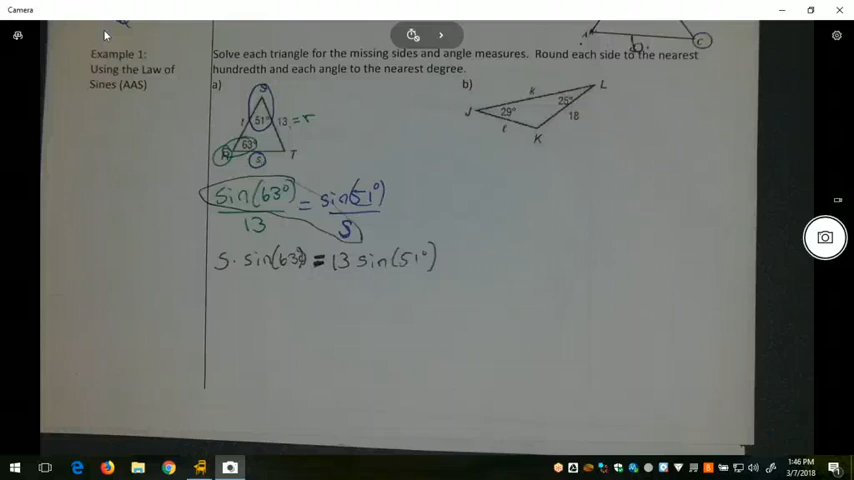 Camera
Example 1:
Using the Law of
Sines (AAS)
Solve each triangle for the missing sides and angle measures. Round each side to the nearest
hundredth and each angle to the nearest degree.
A
b
C
a)
S
51°
t
13 = r
63°
R
s
T
b)
k
L
J
29°
25°
18
K
sin(63°) = sin(51°)
13 S
S · sin(63°) = 13 sin(51°)
1:46 PM
3/7/2018